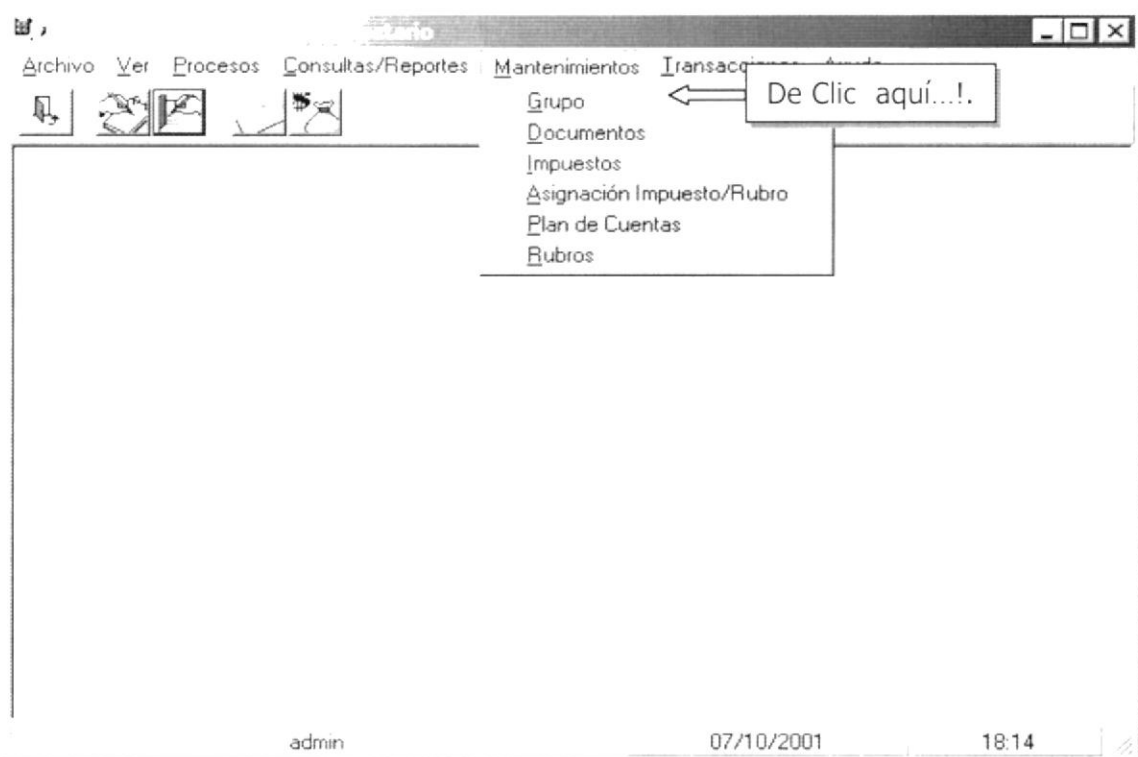 Archivo Ver Procesos Consultas/Reportes Mantenimientos
De Clic aquí...!.
Grupo
Documentos
Impuestos
Asignación Impuesto/Rubro
Plan de Cuentas
Rubros
admin 07/10/2001 18:14